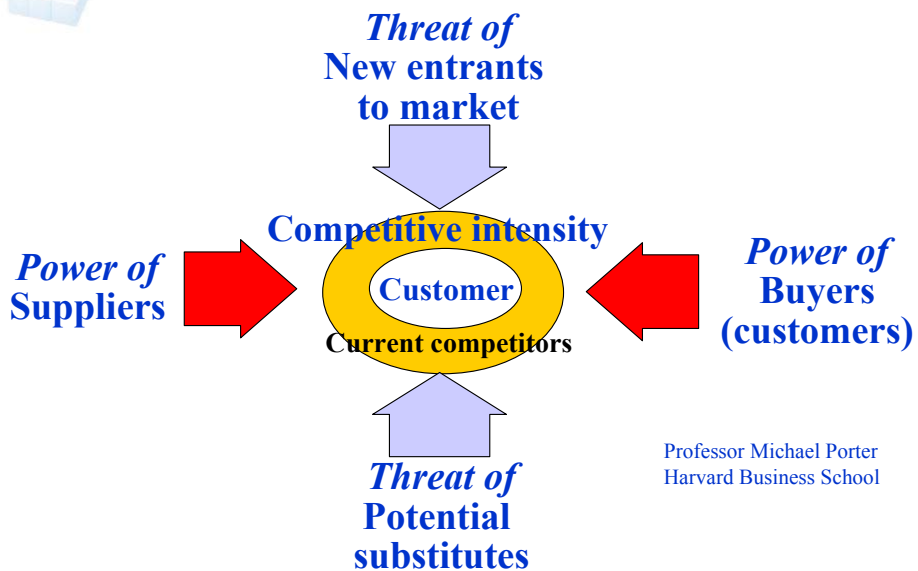 Threat of
New entrants
to market
Competitive intensity
Power of
Suppliers
Customer
Power of
Buyers
(customers)
Current competitors
Threat of
Potential
substitutes
Professor Michael Porter
Harvard Business School